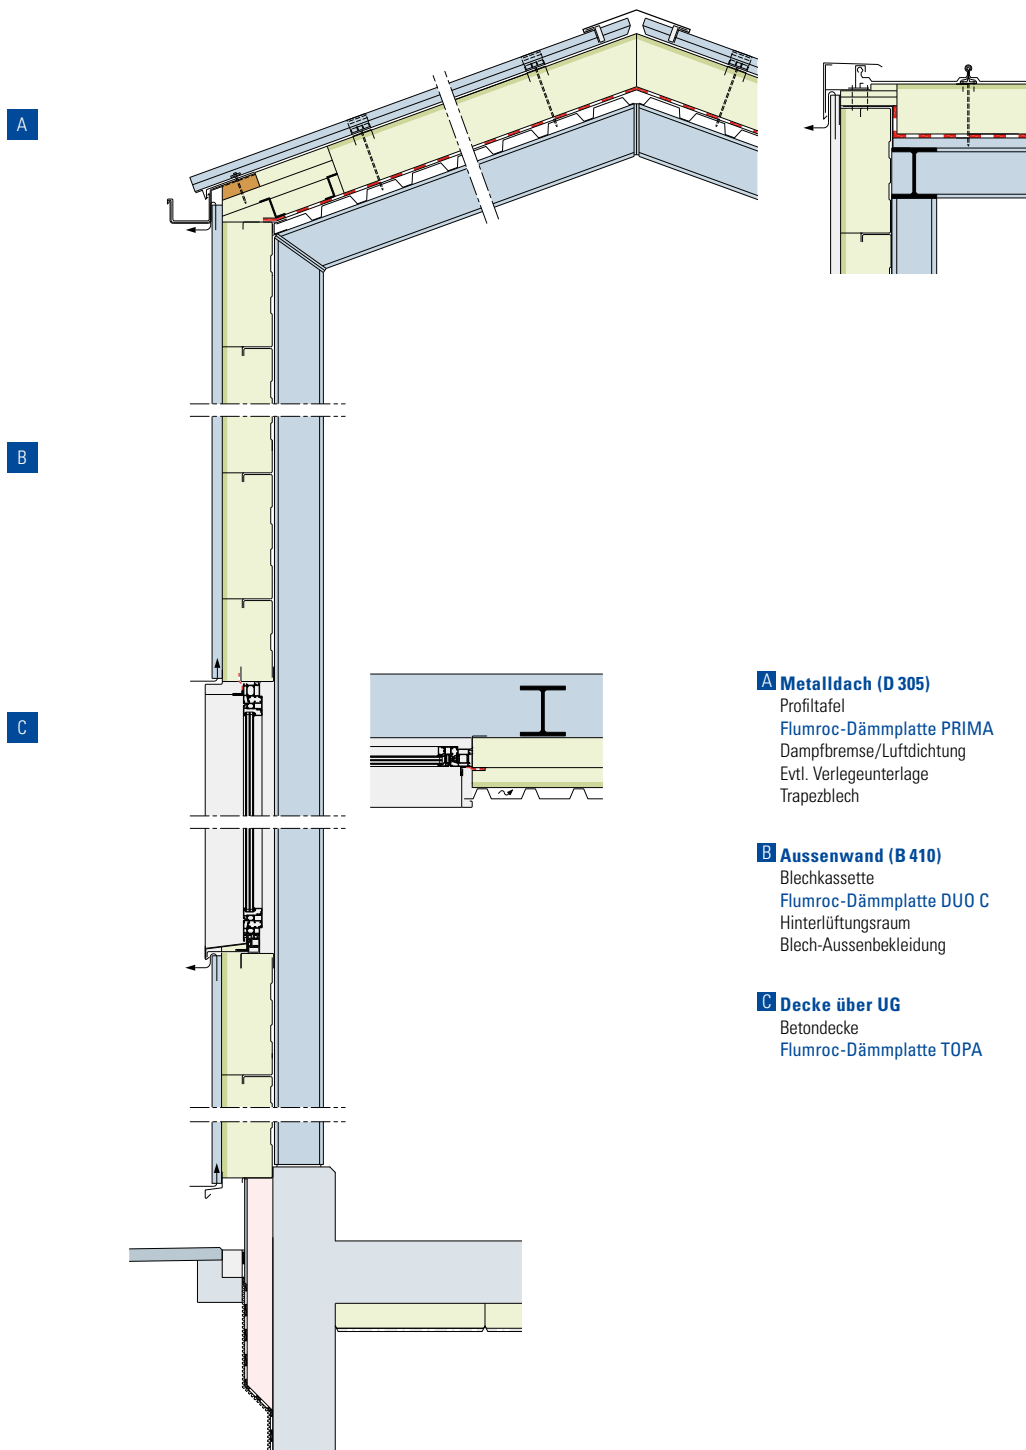 A
B
C
A Metalldach (D 305)
Profiltafel
Flumroc-Dämmplatte PRIMA
Dampfbremse/Luftdichtung
Evtl. Verlegeunterlage
Trapezblech
B Aussenwand (B 410)
Blechkassette
Flumroc-Dämmplatte DUO C
Hinterlüftungsraum
Blech-Aussenbekleidung
C Decke über UG
Betondecke
Flumroc-Dämmplatte TOPA